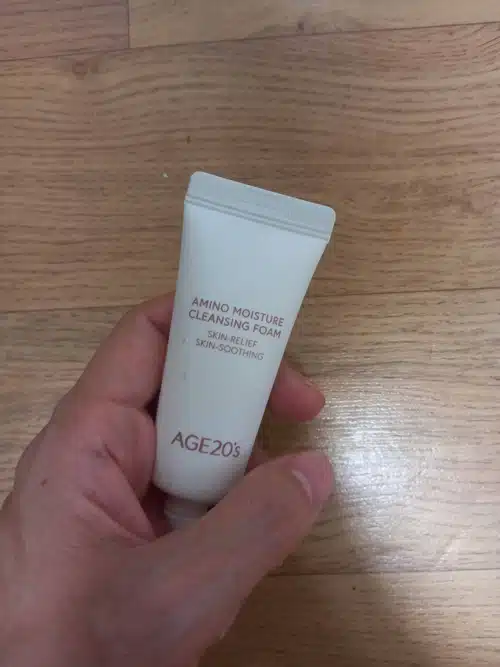 AMINO MOISTURE
CLEANSING FOAM
SKIN-RELIEF
SKIN-SOOTHING
AGE20's